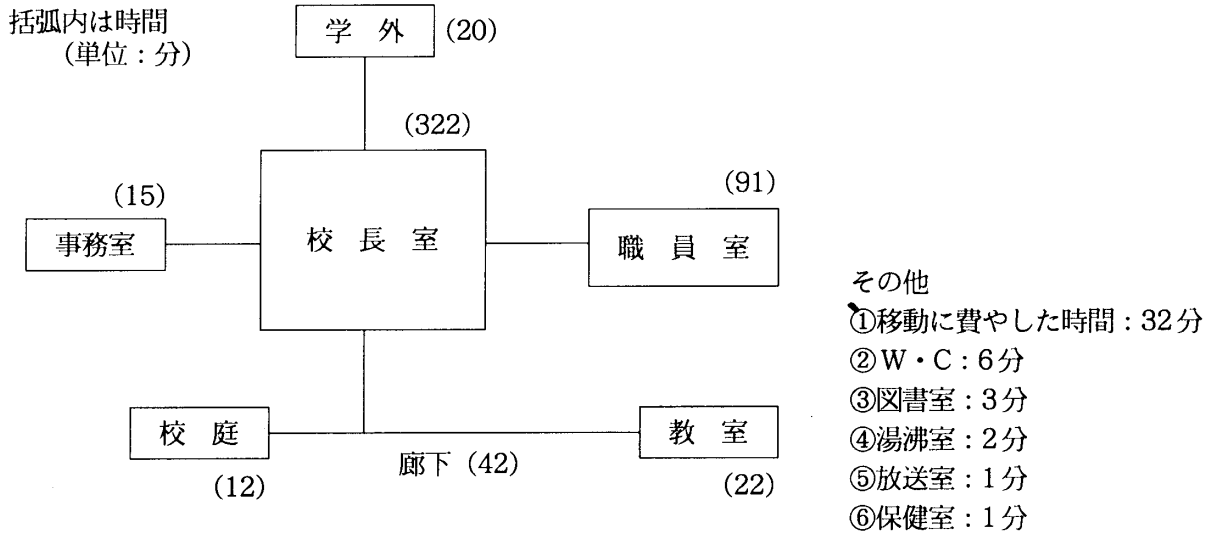 括弧内は時間
（単位：分）
学　外
(20)
(322)
校　長　室
(15)
事務室
(91)
職　員　室
校　庭
(12)
廊下（42）
教　室
(22)
その他
①移動に費やした時間：32分
②W・C：6分
③図書室：3分
④湯沸室：2分
⑤放送室：1分
⑥保健室：1分